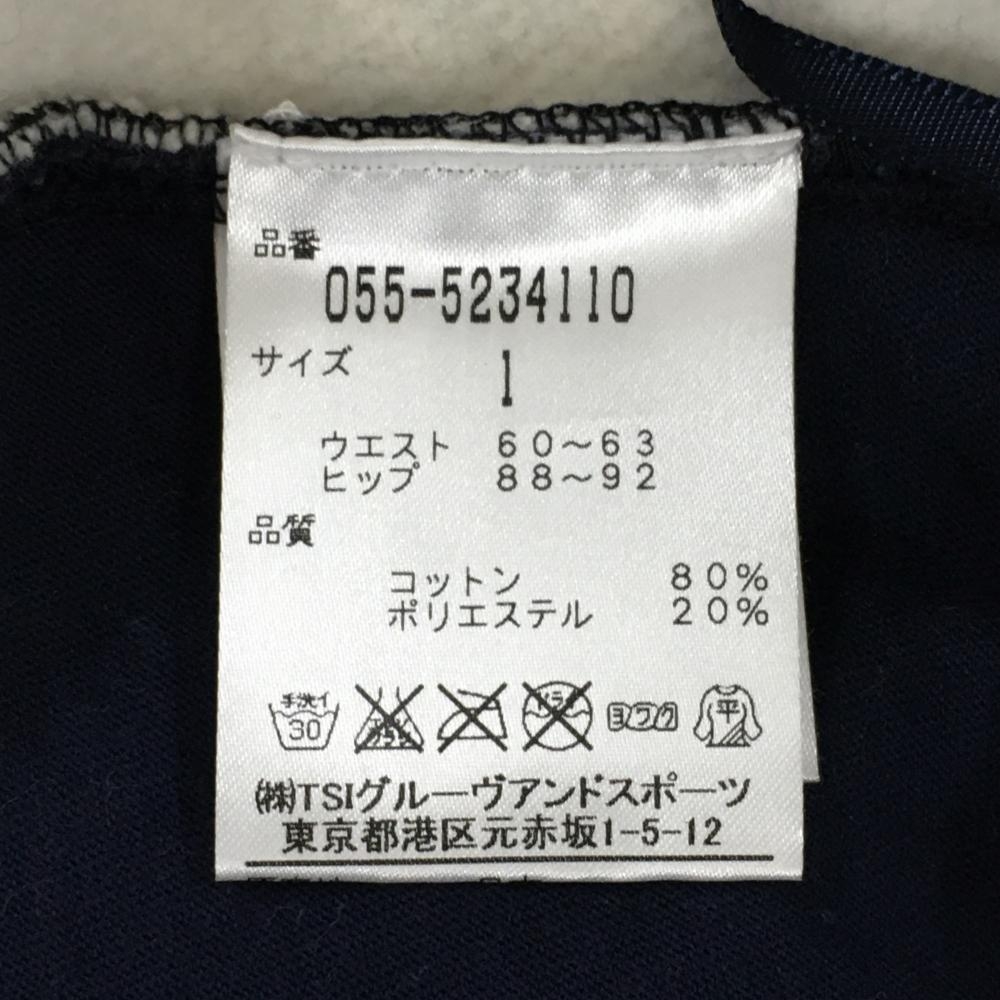 品番
055-5234110
サイズ 1
ウエスト 60～63
ヒップ 88～92
品質
コットン 80%
ポリエステル 20%
手洗イ 30 ヨワク 平
㈱TSIグルーヴアンドスポーツ
東京都港区元赤坂1-5-12